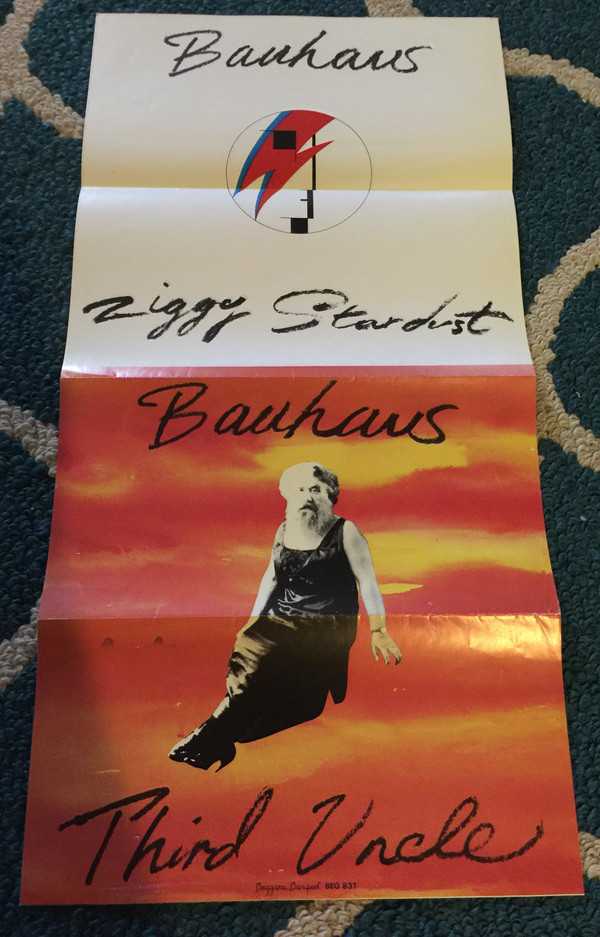 Bauhaus
Ziggy Stardust
Bauhaus
Third Uncle
Beggars Banquet BEG 83T